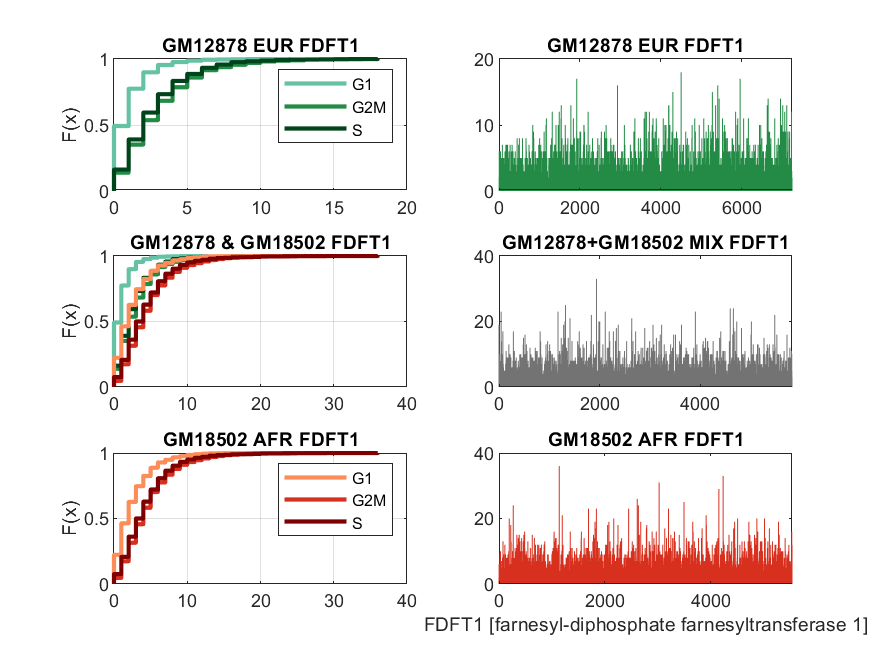 GM12878 EUR FDFT1
F(x)
1
0.5
0
0 5 10 15 20
G1
G2M
S
GM12878 EUR FDFT1
20
10
0
0 2000 4000 6000
GM12878 & GM18502 FDFT1
F(x)
1
0.5
0
0 10 20 30 40
GM12878+GM18502 MIX FDFT1
40
20
0
0 2000 4000
GM18502 AFR FDFT1
F(x)
1
0.5
0
0 10 20 30 40
G1
G2M
S
GM18502 AFR FDFT1
40
20
0
0 2000 4000
FDFT1 [farnesyl-diphosphate farnesyltransferase 1]